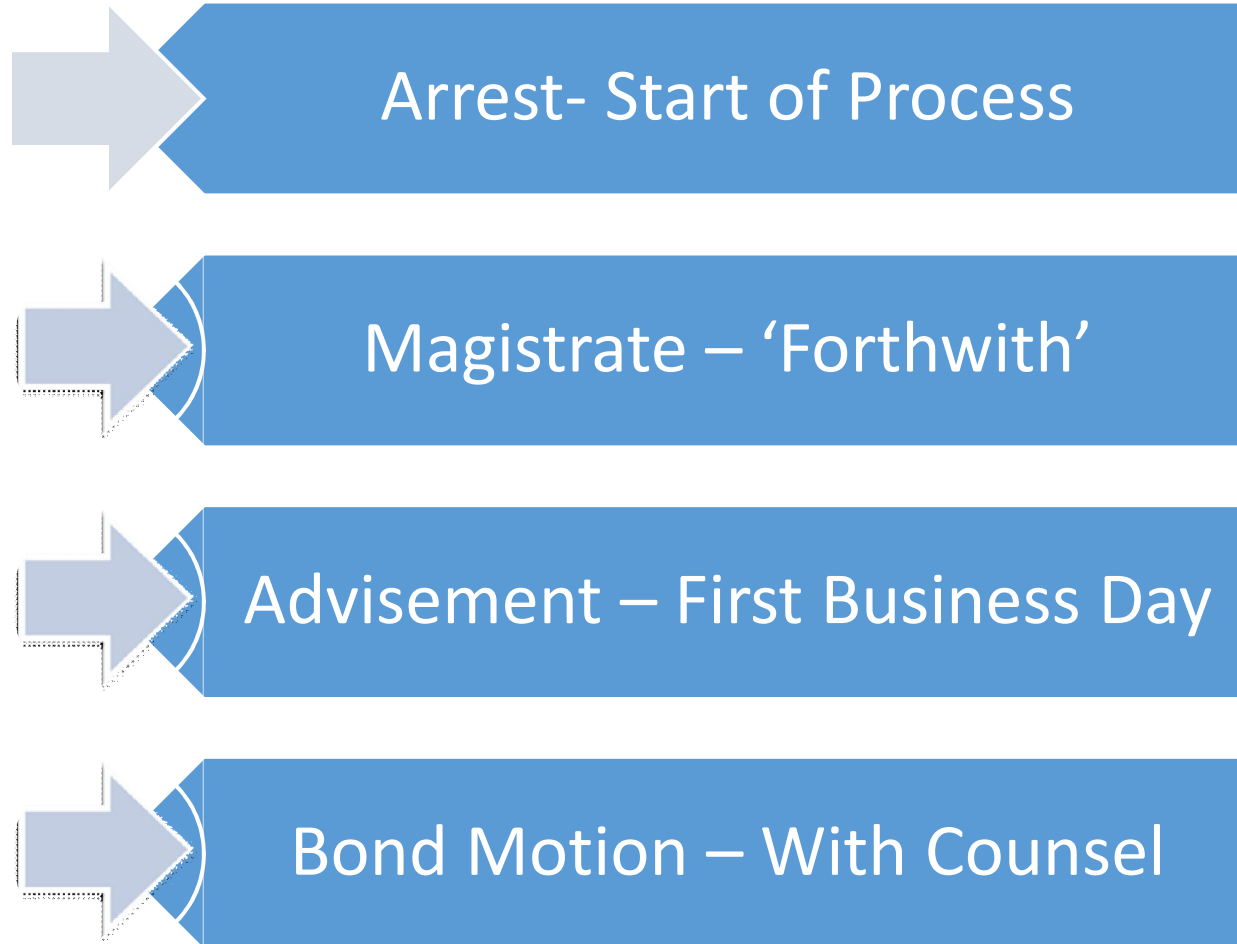 Arrest- Start of Process
Magistrate – ‘Forthwith’
Advisement – First Business Day
Bond Motion – With Counsel